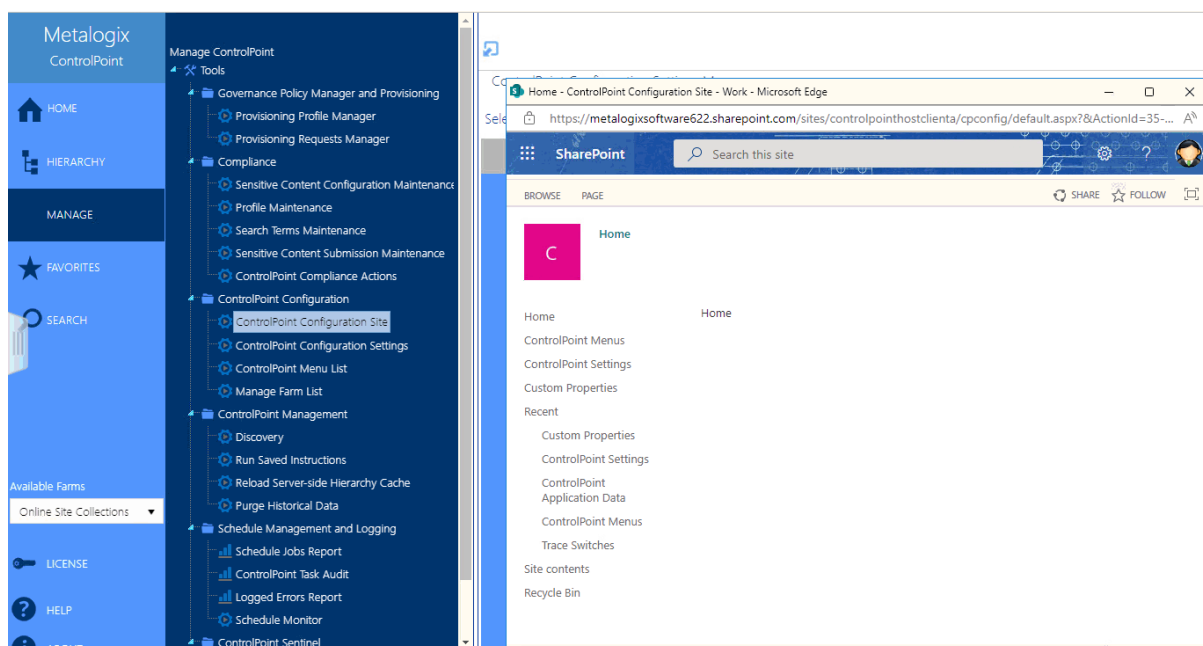 Metalogix
ControlPoint
HOME
HIERARCHY
MANAGE
FAVORITES
SEARCH
Available Farms
Online Site Collections
LICENSE
HELP
Manage ControlPoint
Tools
Governance Policy Manager and Provisioning
Provisioning Profile Manager
Provisioning Requests Manager
Compliance
Sensitive Content Configuration Maintenance
Profile Maintenance
Search Terms Maintenance
Sensitive Content Submission Maintenance
ControlPoint Compliance Actions
ControlPoint Configuration
ControlPoint Configuration Site
ControlPoint Configuration Settings
ControlPoint Menu List
Manage Farm List
ControlPoint Management
Discovery
Run Saved Instructions
Reload Server-side Hierarchy Cache
Purge Historical Data
Schedule Management and Logging
Schedule Jobs Report
ControlPoint Task Audit
Logged Errors Report
Schedule Monitor
ControlPoint Sentinel
Sele
Home - ControlPoint Configuration Site - Work - Microsoft Edge
https://metalogixsoftware622.sharepoint.com/sites/controlpointhostclienta/cpconfig/default.aspx?&ActionId=35-...
SharePoint
Search this site
BROWSE PAGE
SHARE FOLLOW
C
Home
Home
Home
ControlPoint Menus
ControlPoint Settings
Custom Properties
Recent
Custom Properties
ControlPoint Settings
ControlPoint
Application Data
ControlPoint Menus
Trace Switches
Site contents
Recycle Bin